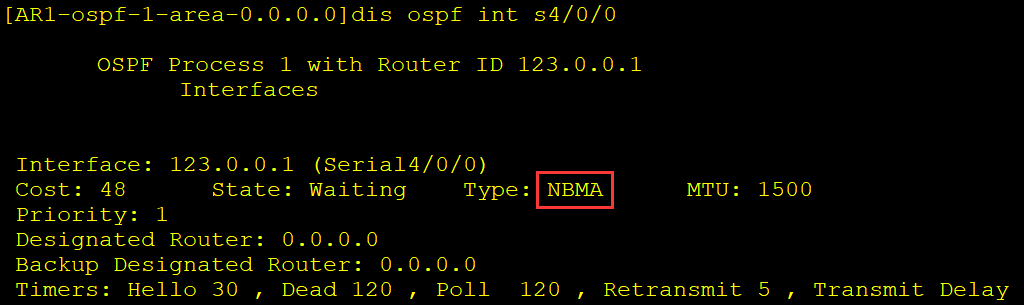 [AR1-ospf-1-area-0.0.0.0]dis ospf int s4/0/0
OSPF Process 1 with Router ID 123.0.0.1
Interfaces
Interface: 123.0.0.1 (Serial4/0/0)
Cost: 48 State: Waiting Type: NBMA MTU: 1500
Priority: 1
Designated Router: 0.0.0.0
Backup Designated Router: 0.0.0.0
Timers: Hello 30 , Dead 120 , Poll 120 , Retransmit 5 , Transmit Delay